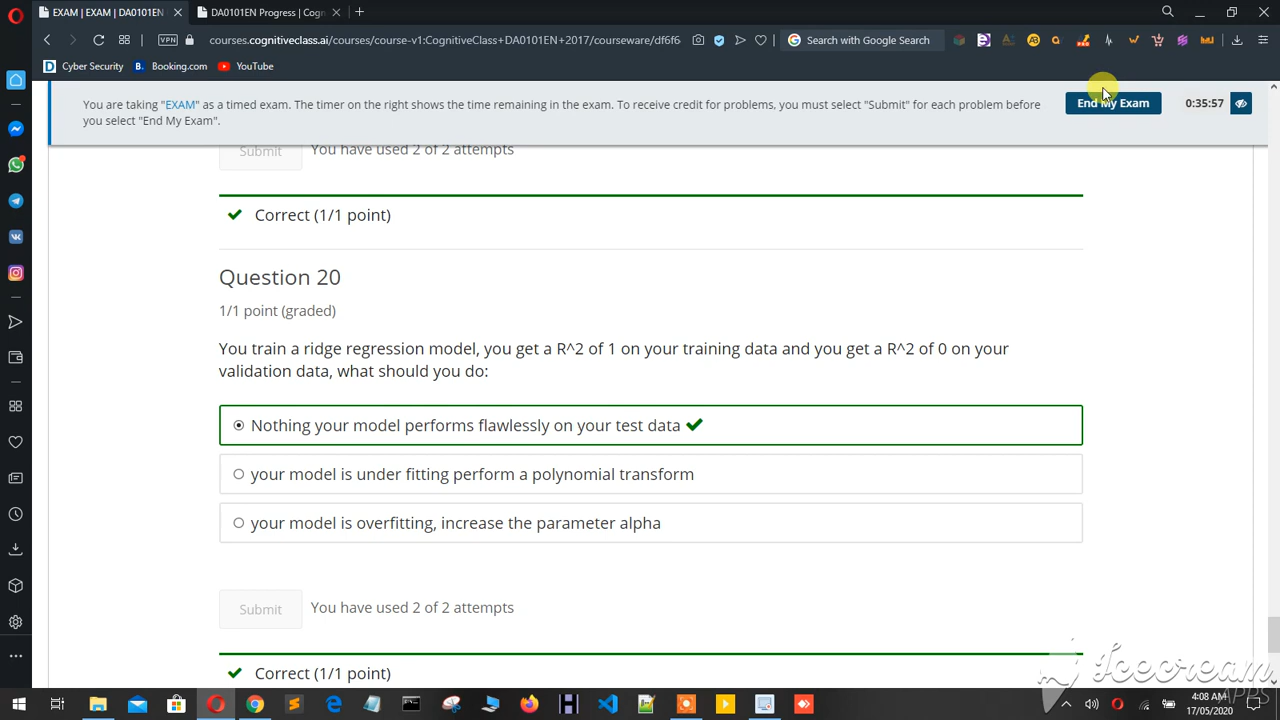 EXAM | EXAM | DA0101EN
DA0101EN Progress | Cogn
VPN
courses.cognitiveclass.ai/courses/course-v1:CognitiveClass+DA0101EN+2017/courseware/df6f6
Search with Google Search
Cyber Security
B. Booking.com
YouTube
You are taking "EXAM" as a timed exam. The timer on the right shows the time remaining in the exam. To receive credit for problems, you must select "Submit" for each problem before
you select "End My Exam".
End My Exam
0:35:57
Submit
You have used 2 of 2 attempts
Correct (1/1 point)
Question 20
1/1 point (graded)
You train a ridge regression model, you get a R^2 of 1 on your training data and you get a R^2 of 0 on your
validation data, what should you do:
Nothing your model performs flawlessly on your test data
your model is under fitting perform a polynomial transform
your model is overfitting, increase the parameter alpha
Submit
You have used 2 of 2 attempts
Correct (1/1 point)
Icecream
APPS
4:08 AM
17/05/2020